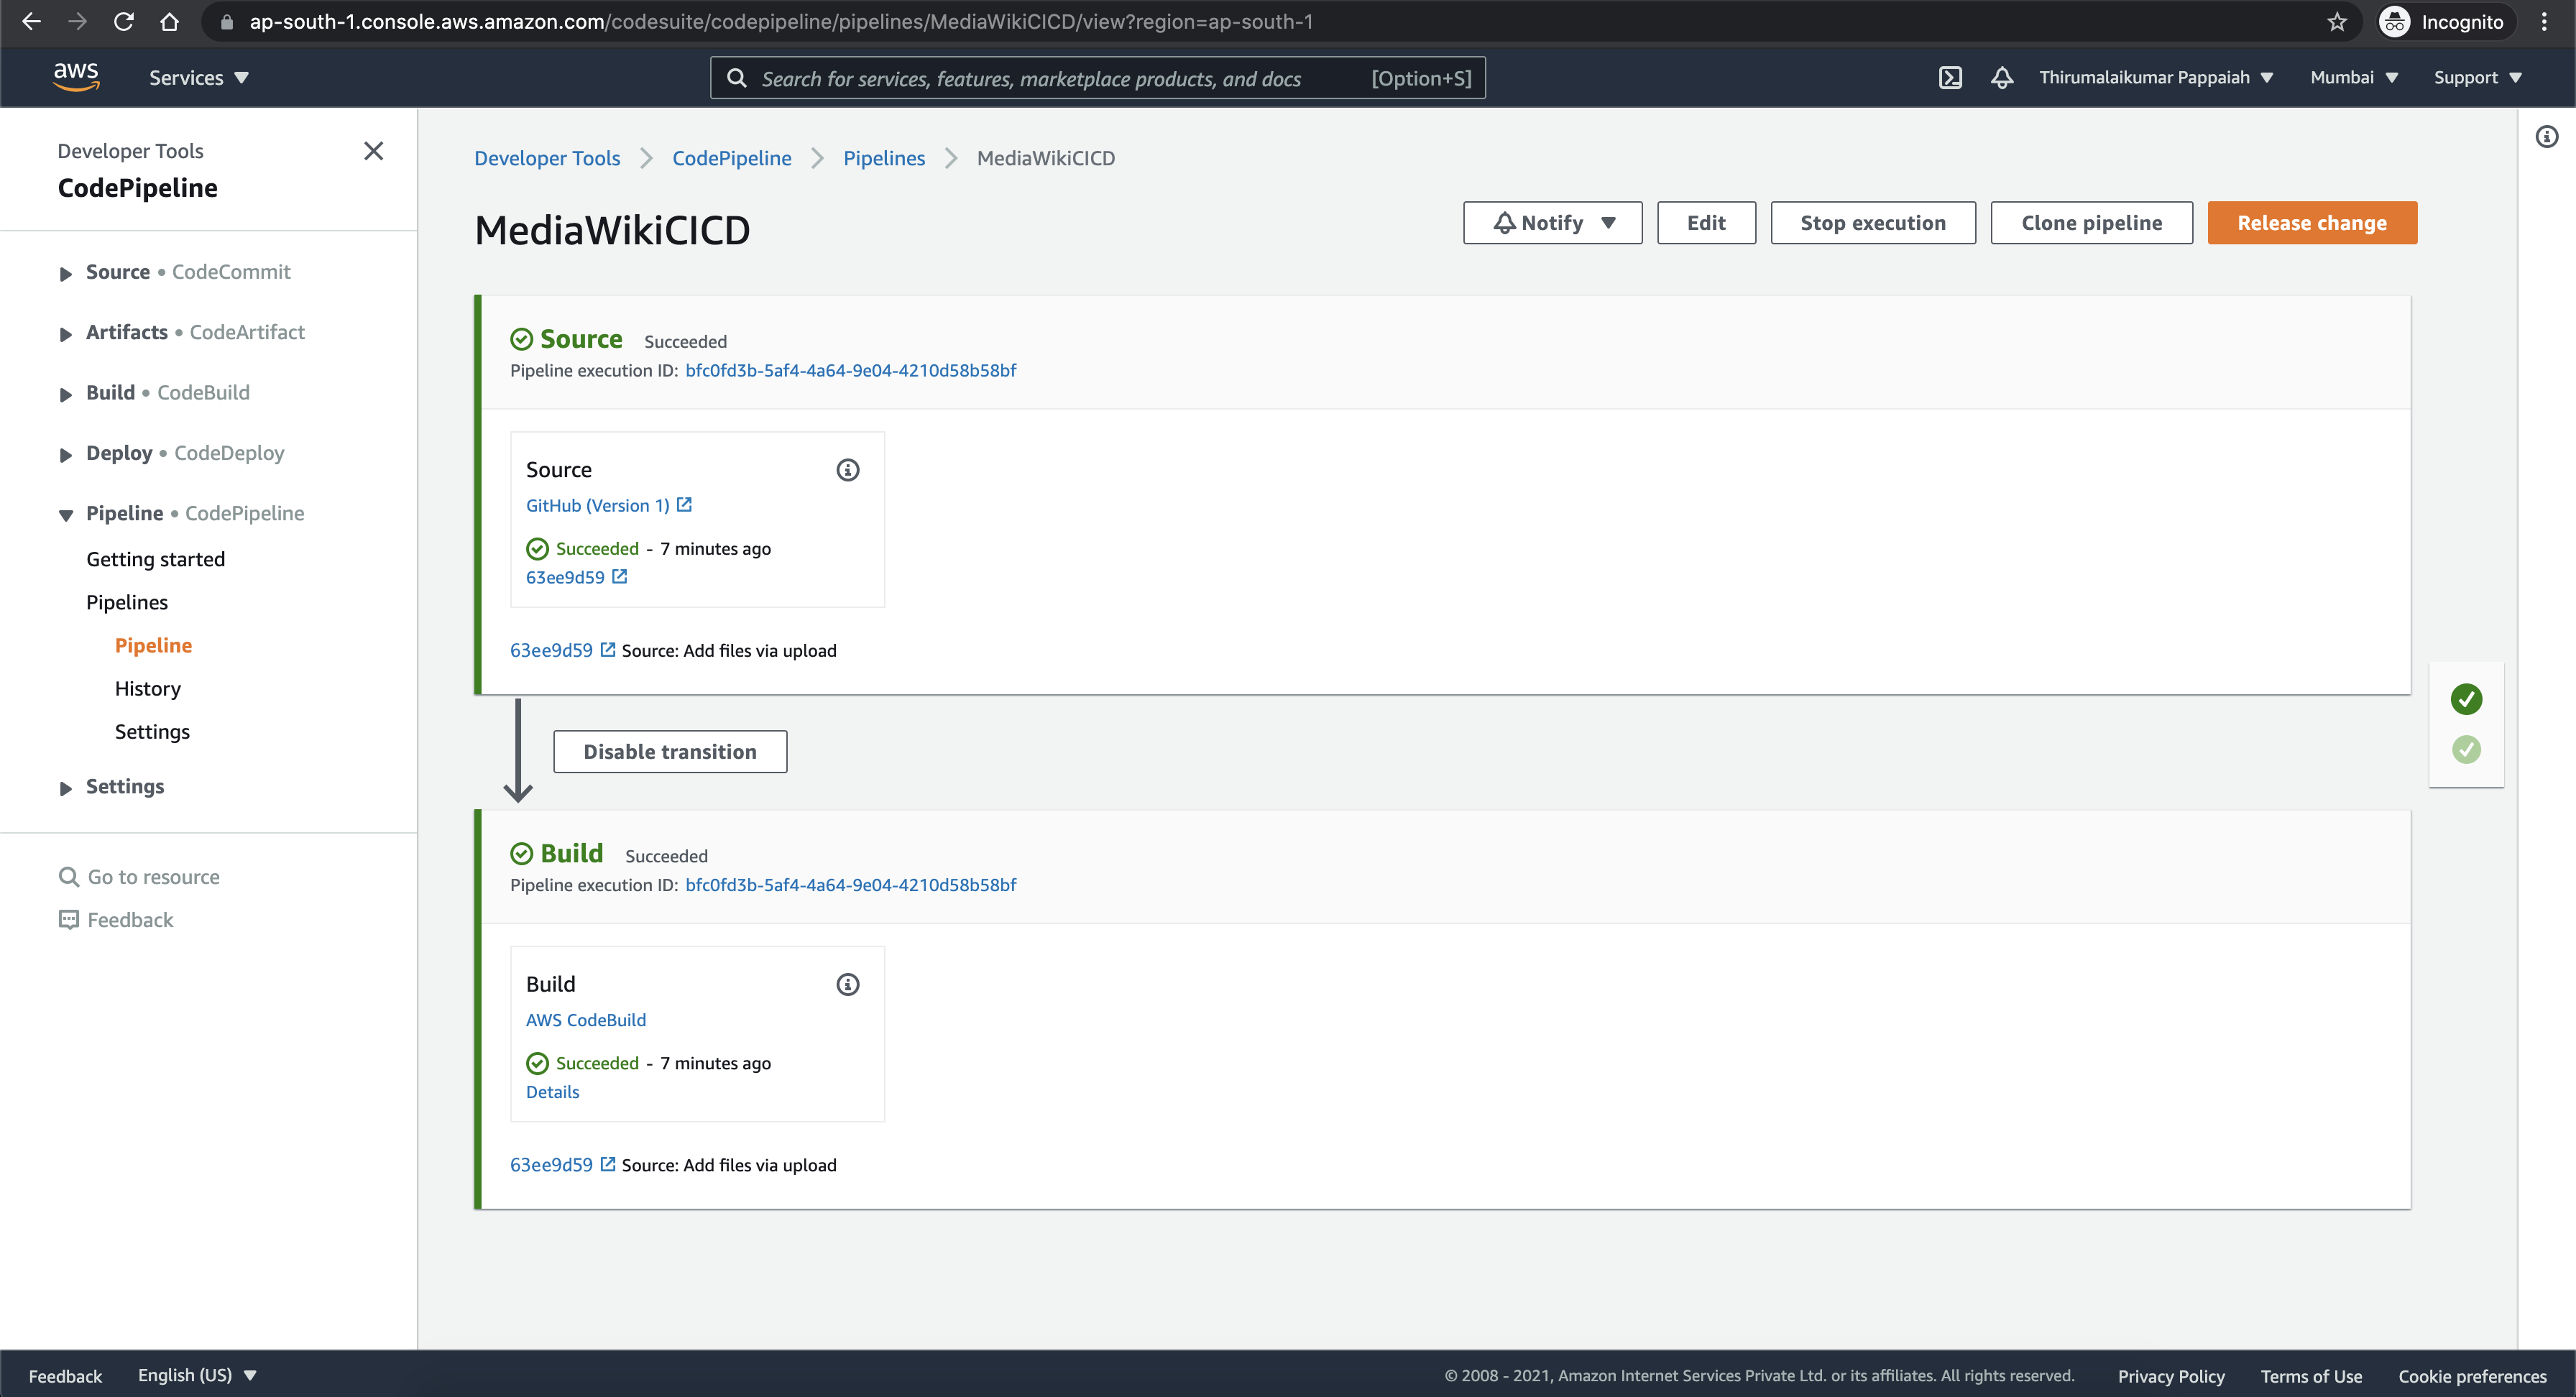 ap-south-1.console.aws.amazon.com/codesuite/codepipeline/pipelines/MediaWikiCICD/view?region=ap-south-1
Incognito
aws
Services
Search for services, features, marketplace products, and docs
[Option+S]
Thirumalaikumar Pappaiah
Mumbai
Support
Developer Tools
CodePipeline
Source • CodeCommit
Artifacts • CodeArtifact
Build • CodeBuild
Deploy • CodeDeploy
Pipeline • CodePipeline
Getting started
Pipelines
Pipeline
History
Settings
Settings
Go to resource
Feedback
Developer Tools
CodePipeline
Pipelines
MediaWikiCICD
MediaWikiCICD
Notify
Edit
Stop execution
Clone pipeline
Release change
Source Succeeded
Pipeline execution ID: bfc0fd3b-5af4-4a64-9e04-4210d58b58bf
Source
GitHub (Version 1)
Succeeded - 7 minutes ago
63ee9d59
63ee9d59 Source: Add files via upload
Disable transition
Build Succeeded
Pipeline execution ID: bfc0fd3b-5af4-4a64-9e04-4210d58b58bf
Build
AWS CodeBuild
Succeeded - 7 minutes ago
Details
63ee9d59 Source: Add files via upload
Feedback
English (US)
© 2008 - 2021, Amazon Internet Services Private Ltd. or its affiliates. All rights reserved.
Privacy Policy
Terms of Use
Cookie preferences